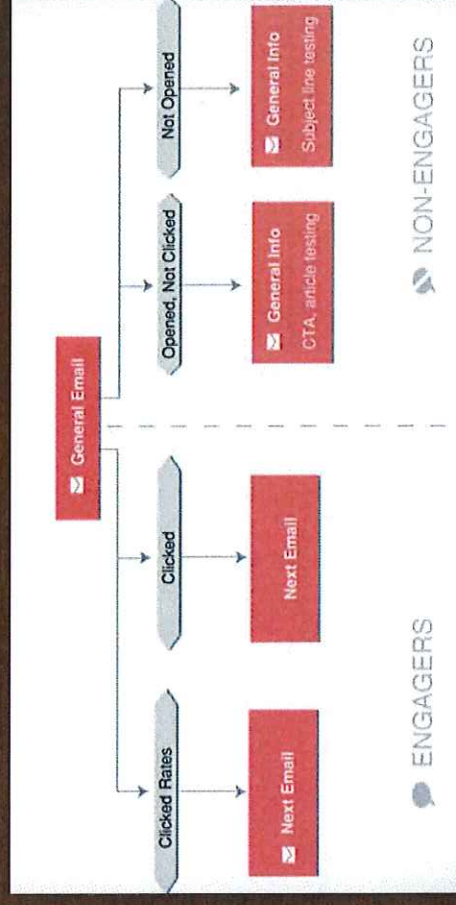 General Email
Clicked Rates
Clicked
Opened, Not Clicked
Not Opened
Next Email
Next Email
General Info
CTA, article testing
General Info
Subject line testing
ENGAGERS
NON-ENGAGERS